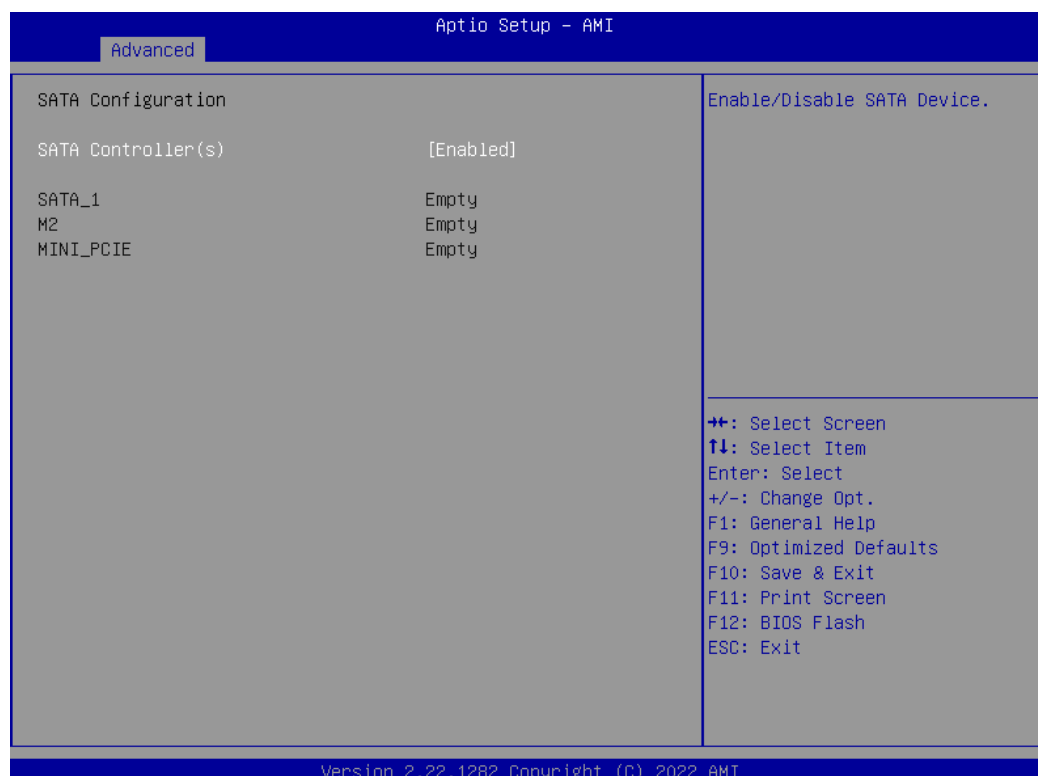 Aptio Setup – AMI
Advanced
SATA Configuration
SATA Controller(s) [Enabled]
SATA_1 Empty
M2 Empty
MINI_PCIE Empty
Enable/Disable SATA Device.
→←: Select Screen
↑↓: Select Item
Enter: Select
+/-: Change Opt.
F1: General Help
F9: Optimized Defaults
F10: Save & Exit
F11: Print Screen
F12: BIOS Flash
ESC: Exit
Version 2.22.1282 Copyright (C) 2022 AMI